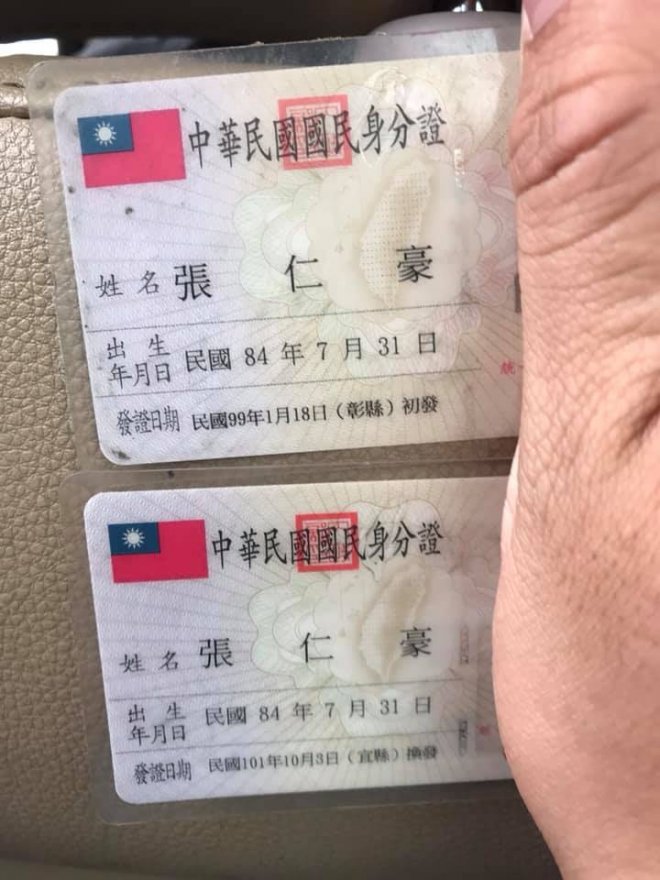 中華民國國民身分證
姓名 張 仁 豪
出生年月日 民國 84 年 7 月 31 日
發證日期 民國99年1月18日（彰縣）初發
統一
中華民國國民身分證
姓名 張 仁 豪
出生年月日 民國 84 年 7 月 31 日
發證日期 民國101年10月3日（宜縣）換發